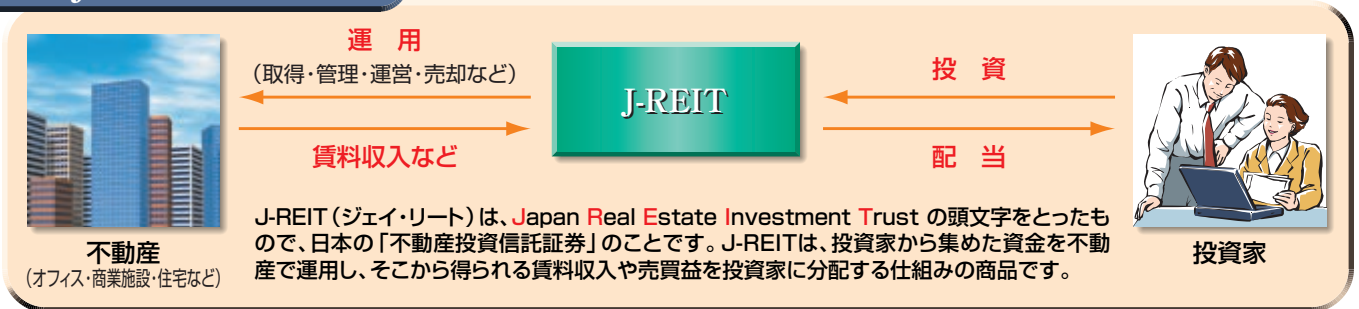 運 用
(取得・管理・運営・売却など)
J-REIT
投 資
賃料収入など
配 当
J-REIT(ジェイ・リート)は、Japan Real Estate Investment Trust の頭文字をとったも
ので、日本の「不動産投資信託証券」のことです。J-REITは、投資家から集めた資金を不動
産で運用し、そこから得られる賃料収入や売買益を投資家に分配する仕組みの商品です。
不動産
(オフィス・商業施設・住宅など)
投資家